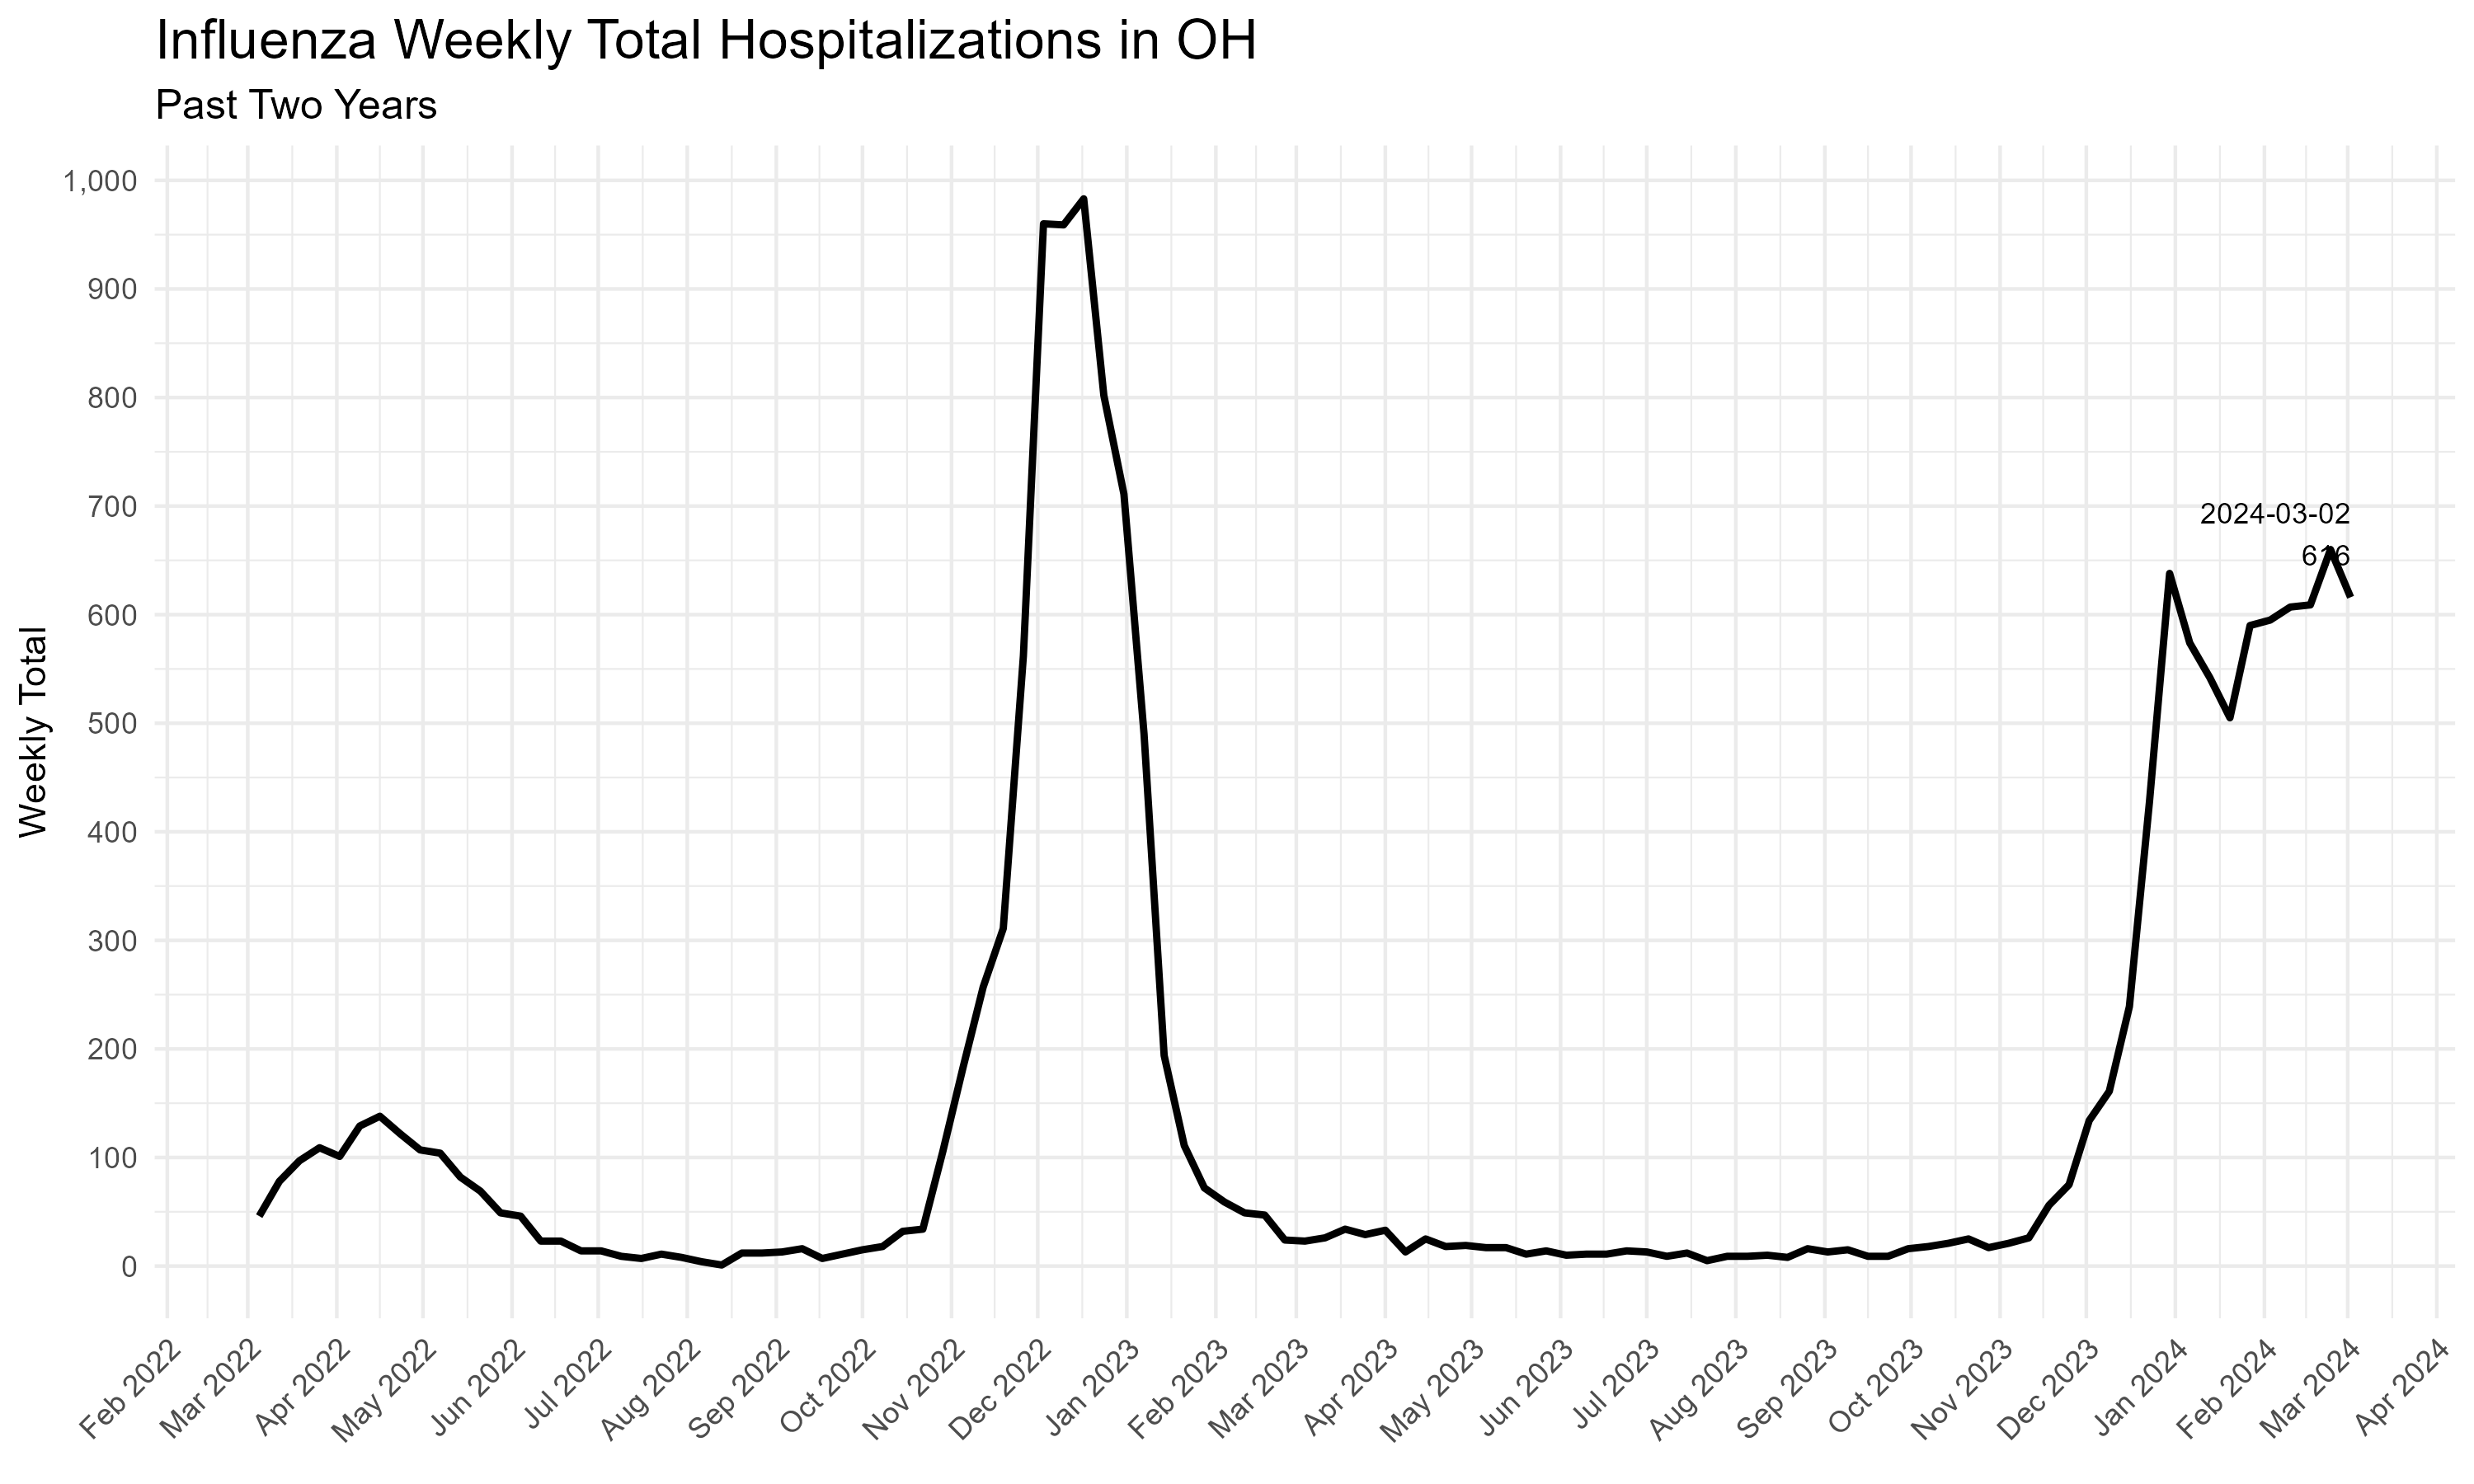 Influenza Weekly Total Hospitalizations in OH
Past Two Years
Weekly Total
1,000
900
800
700
600
500
400
300
200
100
0
2024-03-02
616
Feb 2022
Mar 2022
Apr 2022
May 2022
Jun 2022
Jul 2022
Aug 2022
Sep 2022
Oct 2022
Nov 2022
Dec 2022
Jan 2023
Feb 2023
Mar 2023
Apr 2023
May 2023
Jun 2023
Jul 2023
Aug 2023
Sep 2023
Oct 2023
Nov 2023
Dec 2023
Jan 2024
Feb 2024
Mar 2024
Apr 2024